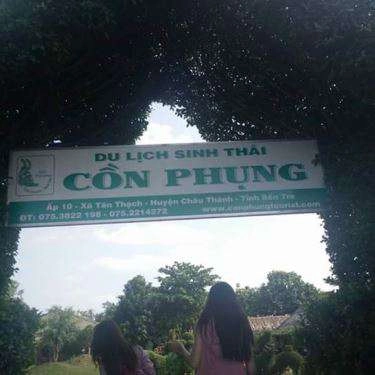 DU LỊCH SINH THÁI
CỒN PHỤNG
Ấp 10 - Xã Tân Thạch - Huyện Châu Thành - Tỉnh Bến Tre
ĐT: 075.3822 198 - 075.2214272 www.conphungtourist.com